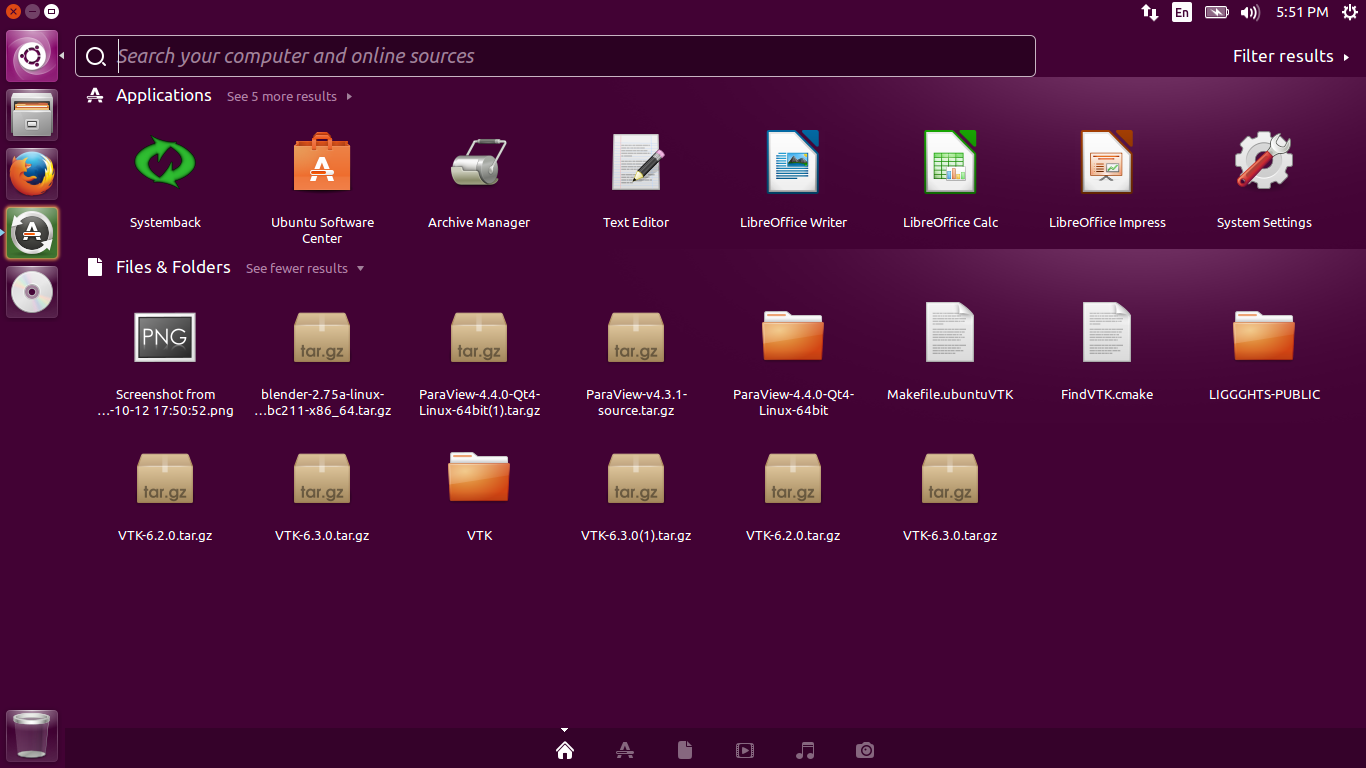 En 5:51 PM
Search your computer and online sources
Filter results
Applications See 5 more results
Systemback
Ubuntu Software
Center
Archive Manager
Text Editor
LibreOffice Writer
LibreOffice Calc
LibreOffice Impress
System Settings
Files & Folders See fewer results
PNG
tar.gz
tar.gz
tar.gz
Screenshot from
...-10-12 17:50:52.png
blender-2.75a-linux-
...bc211-x86_64.tar.gz
ParaView-4.4.0-Qt4-
Linux-64bit(1).tar.gz
ParaView-v4.3.1-
source.tar.gz
ParaView-4.4.0-Qt4-
Linux-64bit
Makefile.ubuntuVTK
FindVTK.cmake
LIGGGHTS-PUBLIC
tar.gz
tar.gz
tar.gz
tar.gz
tar.gz
VTK-6.2.0.tar.gz
VTK-6.3.0.tar.gz
VTK
VTK-6.3.0(1).tar.gz
VTK-6.2.0.tar.gz
VTK-6.3.0.tar.gz